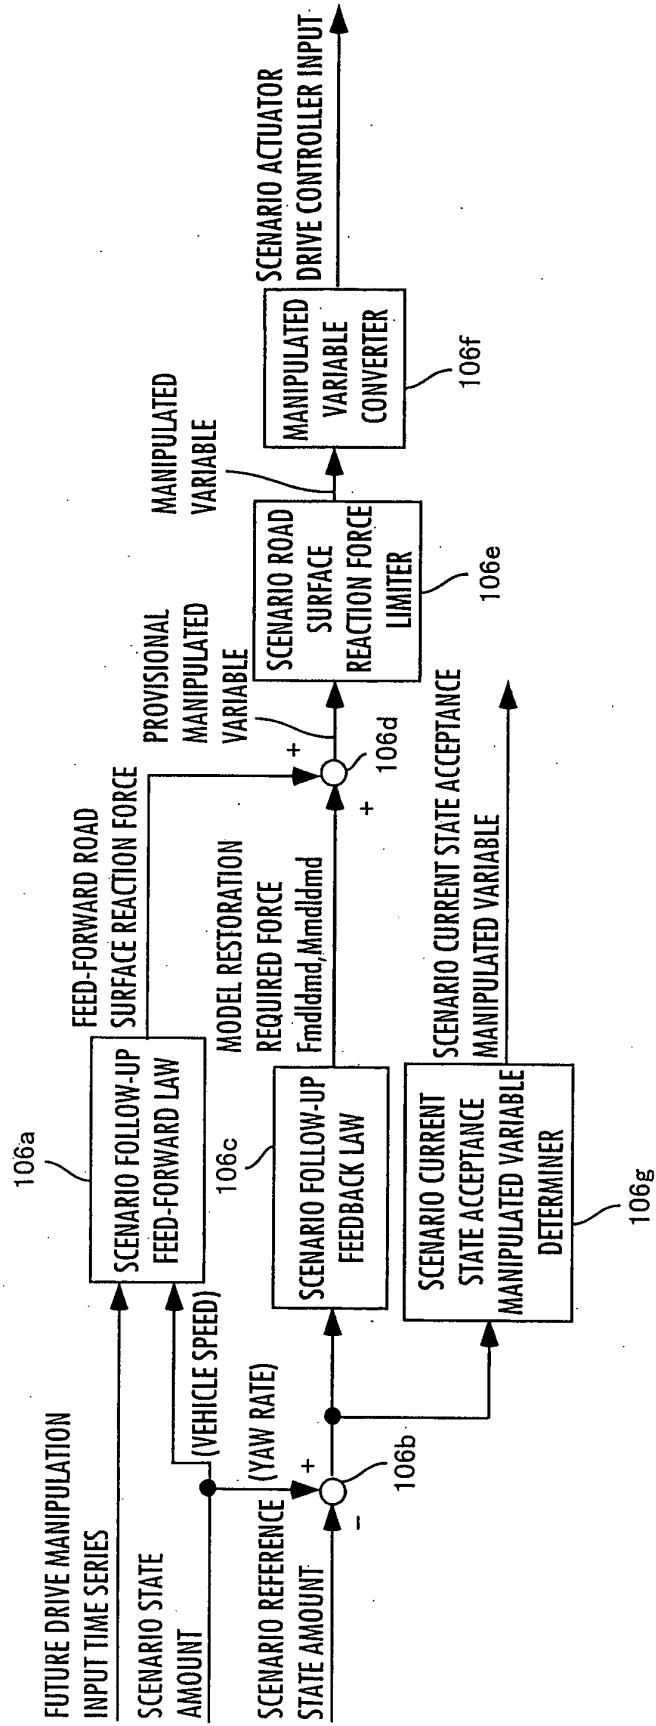 FUTURE DRIVE MANIPULATION
INPUT TIME SERIES
SCENARIO STATE
AMOUNT
SCENARIO REFERENCE
STATE AMOUNT
(VEHICLE SPEED)
(YAW RATE)
+
−
106b
106a
SCENARIO FOLLOW-UP
FEED-FORWARD LAW
106c
SCENARIO FOLLOW-UP
FEEDBACK LAW
SCENARIO CURRENT
STATE ACCEPTANCE
MANIPULATED VARIABLE
DETERMINER
106g
FEED-FORWARD ROAD
SURFACE REACTION FORCE
MODEL RESTORATION
REQUIRED FORCE
Fmdldmd,Mmdldmd
SCENARIO CURRENT STATE ACCEPTANCE
MANIPULATED VARIABLE
+
+
106d
PROVISIONAL
MANIPULATED
VARIABLE
SCENARIO ROAD
SURFACE
REACTION FORCE
LIMITER
106e
MANIPULATED
VARIABLE
MANIPULATED
VARIABLE
CONVERTER
106f
SCENARIO ACTUATOR
DRIVE CONTROLLER INPUT